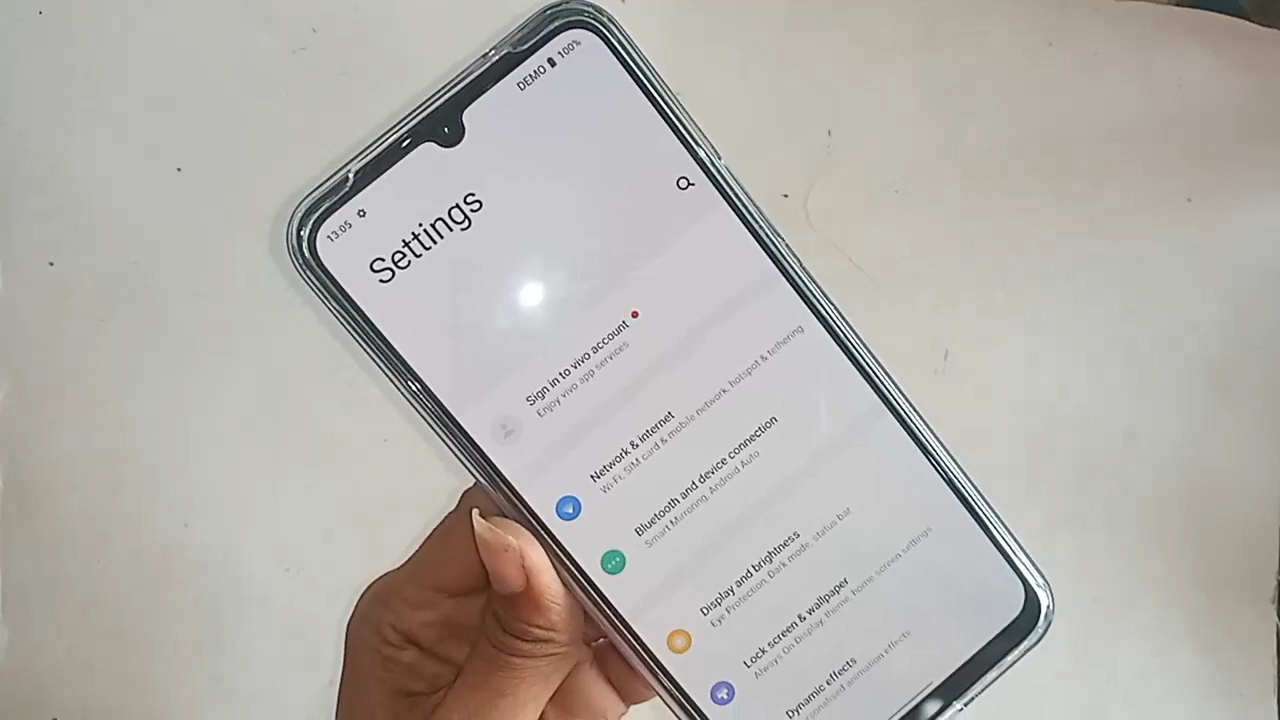 13:05
DEMO 100%
Settings
Sign in to vivo account
Enjoy vivo app services
Network & internet
Wi-Fi, SIM card & mobile network, hotspot & tethering
Bluetooth and device connection
Smart Mirroring, Android Auto
Display and brightness
Eye Protection, Dark mode, status bar
Lock screen & wallpaper
Always On Display, theme, home screen settings
Dynamic effects
animation effects